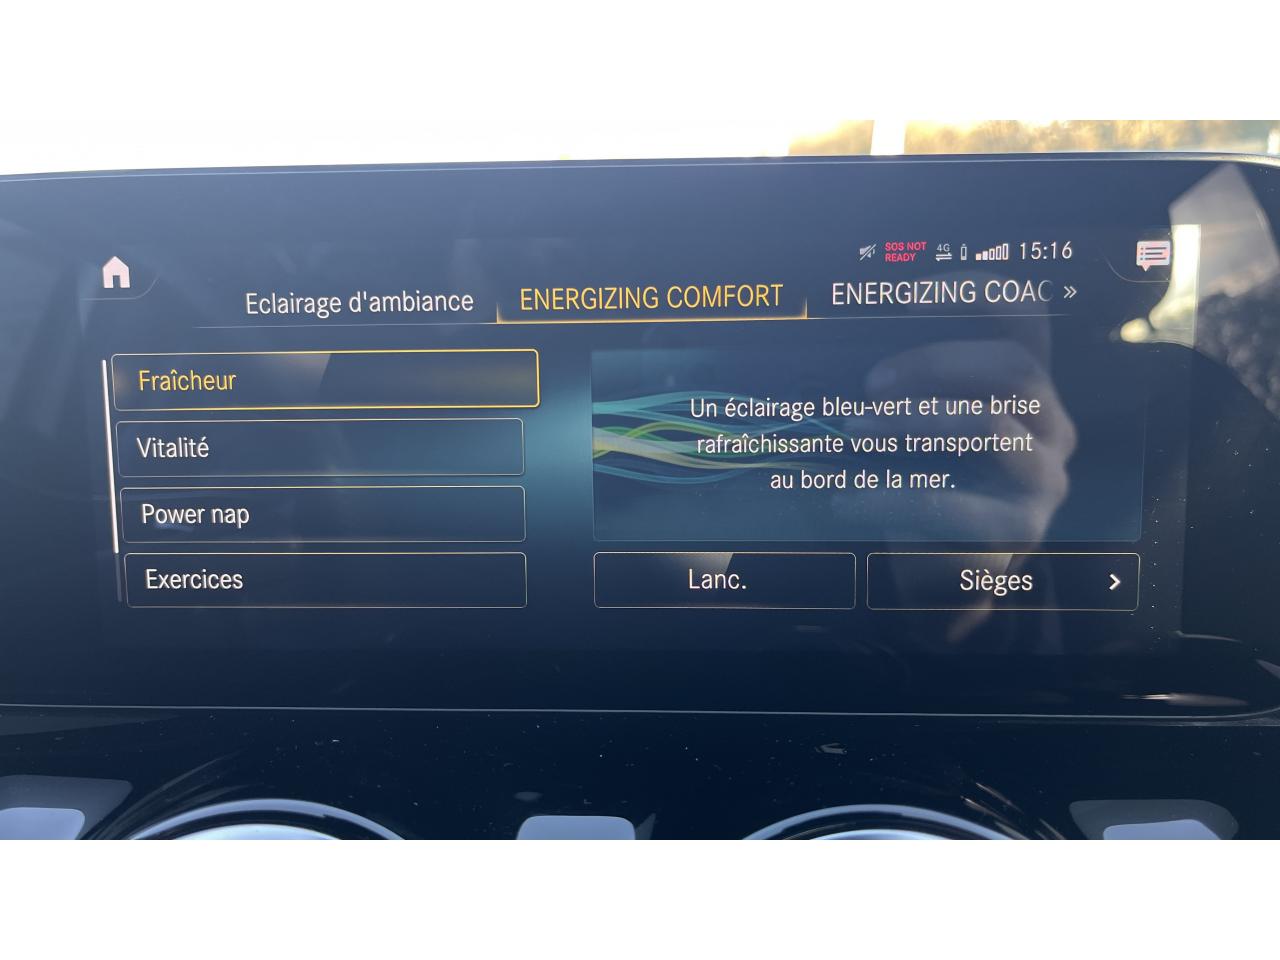 SOS NOT
READY
4G
15:16
Eclairage d'ambiance
ENERGIZING COMFORT
ENERGIZING COAC »
Fraîcheur
Vitalité
Power nap
Exercices
Un éclairage bleu-vert et une brise
rafraîchissante vous transportent
au bord de la mer.
Lanc.
Sièges